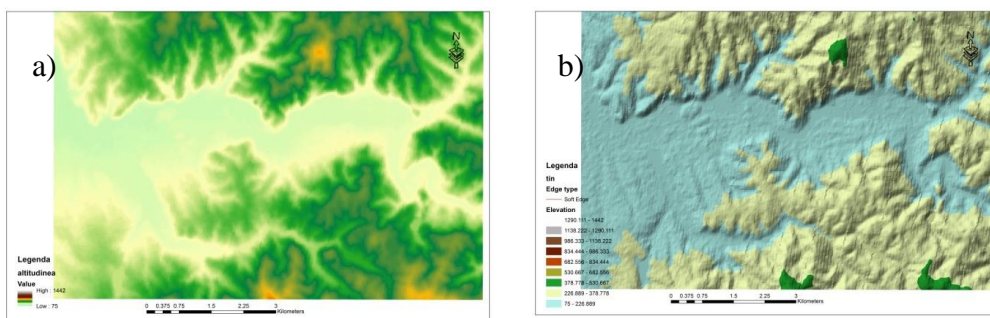 a)
N
Legenda
altitudinea
Value
High : 1442
Low : 75
0 0.375 0.75 1.5 2.25 3
Kilometers
b)
N
Legenda
tin
Edge type
Soft Edge
Elevation
1290.111 - 1442
1138.222 - 1290.111
986.333 - 1138.222
834.444 - 986.333
682.556 - 834.444
530.667 - 682.556
378.778 - 530.667
226.889 - 378.778
75 - 226.889
0 0.375 0.75 1.5 2.25 3
Kilometers